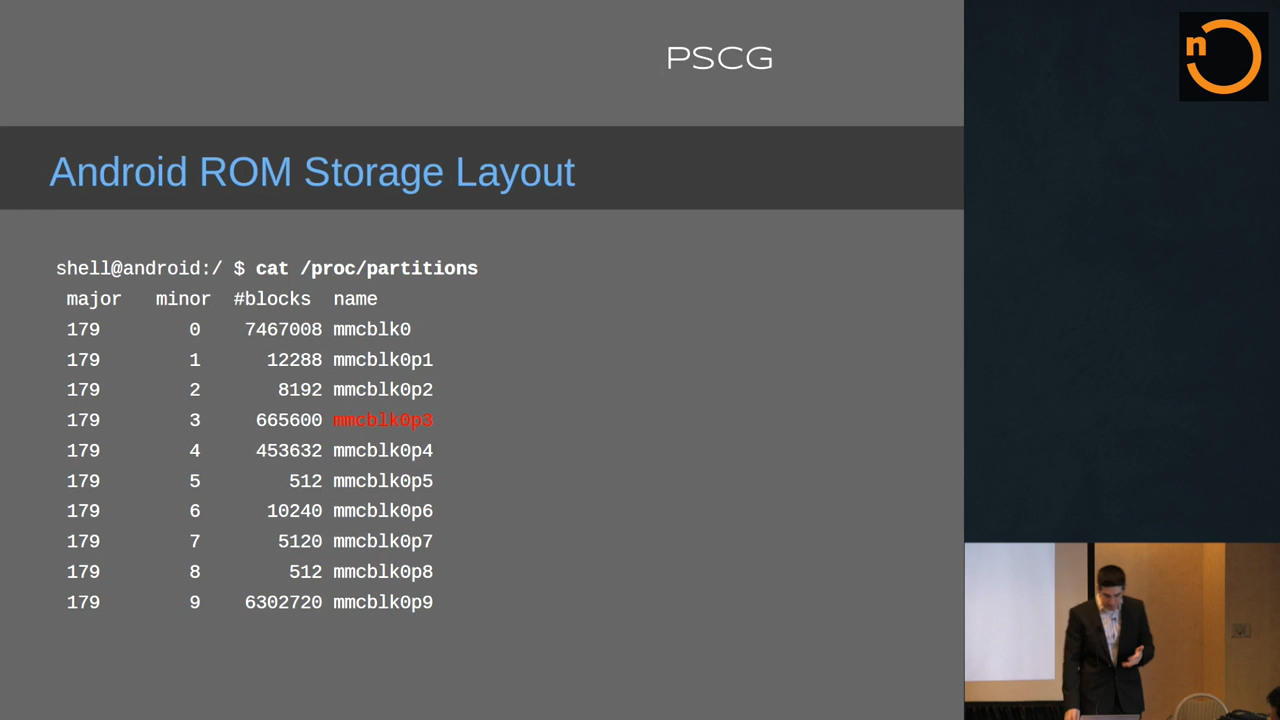 PSCG
n
Android ROM Storage Layout
shell@android:/ $ cat /proc/partitions
major minor #blocks name
179 0 7467008 mmcblk0
179 1 12288 mmcblk0p1
179 2 8192 mmcblk0p2
179 3 665600 mmcblk0p3
179 4 453632 mmcblk0p4
179 5 512 mmcblk0p5
179 6 10240 mmcblk0p6
179 7 5120 mmcblk0p7
179 8 512 mmcblk0p8
179 9 6302720 mmcblk0p9